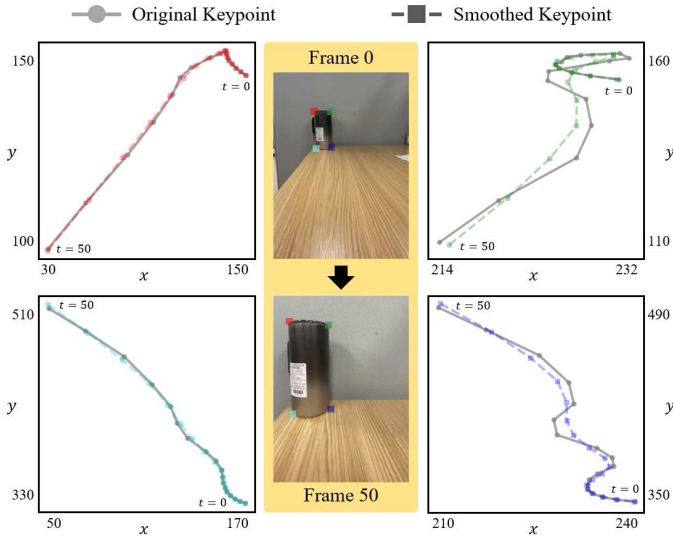 Original Keypoint
Smoothed Keypoint
150
y
100
t = 0
t = 50
30
x
150
Frame 0
160
y
110
t = 0
t = 50
214
x
232
510
y
330
t = 50
t = 0
50
x
170
Frame 50
490
y
350
t = 50
t = 0
210
x
240